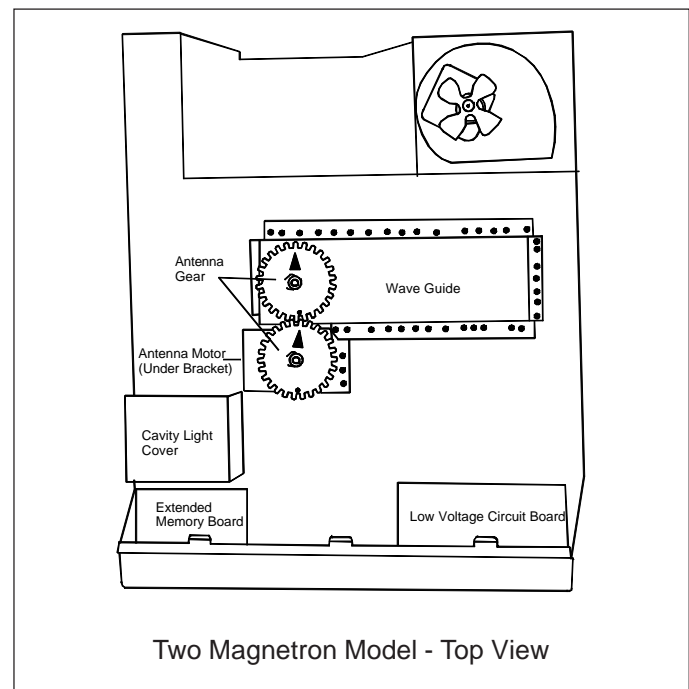 Antenna
Gear
Wave Guide
Antenna Motor
(Under Bracket)
Cavity Light
Cover
Extended
Memory Board
Low Voltage Circuit Board
Two Magnetron Model - Top View